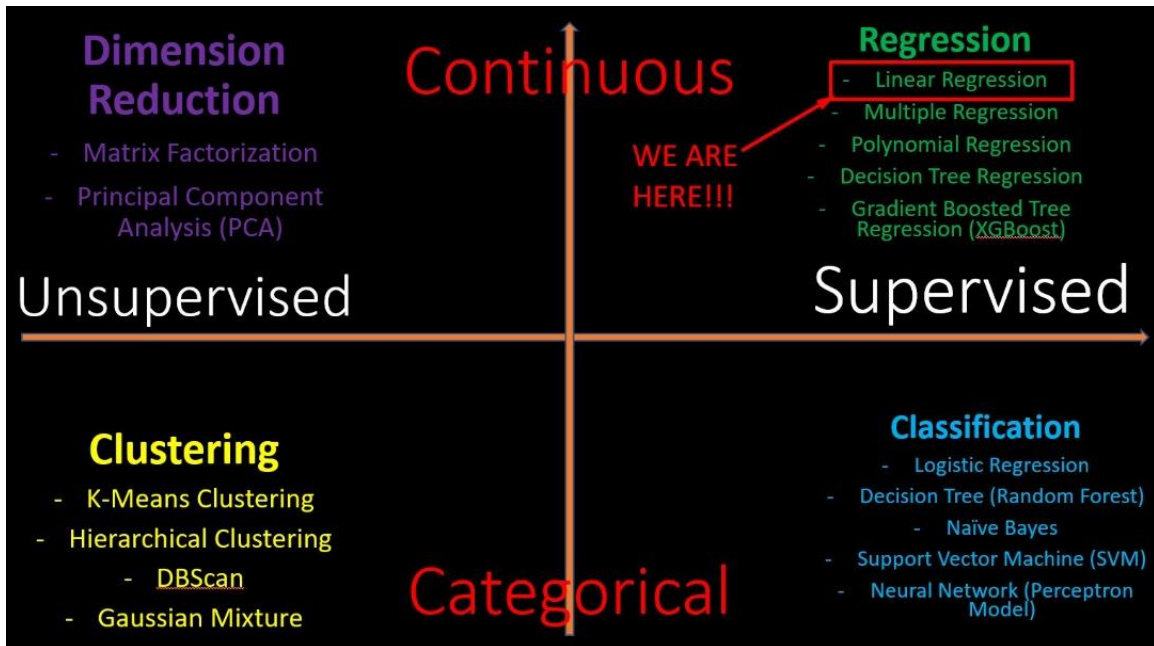 Dimension
Reduction
- Matrix Factorization
- Principal Component
Analysis (PCA)
Continuous
Regression
- Linear Regression
- Multiple Regression
- Polynomial Regression
- Decision Tree Regression
- Gradient Boosted Tree
Regression (XGBoost)
WE ARE
HERE!!!
Unsupervised
Supervised
Clustering
- K-Means Clustering
- Hierarchical Clustering
- DBScan
- Gaussian Mixture
Categorical
Classification
- Logistic Regression
- Decision Tree (Random Forest)
- Naïve Bayes
- Support Vector Machine (SVM)
- Neural Network (Perceptron
Model)